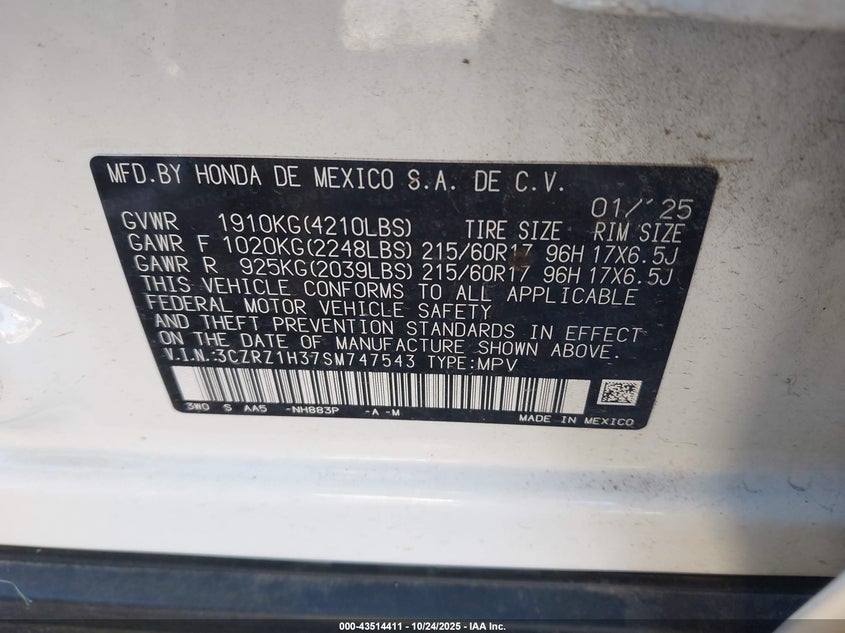 MFD.BY HONDA DE MEXICO S.A. DE C.V.
01/'25
GVWR 1910KG(4210LBS) TIRE SIZE RIM SIZE
GAWR F 1020KG(2248LBS) 215/60R17 96H 17X6.5J
GAWR R 925KG(2039LBS) 215/60R17 96H 17X6.5J
THIS VEHICLE CONFORMS TO ALL APPLICABLE
FEDERAL MOTOR VEHICLE SAFETY
AND THEFT PREVENTION STANDARDS IN EFFECT
ON THE DATE OF MANUFACTURE SHOWN ABOVE.
V.I.N.:3CZRZ1H37SM747543 TYPE:MPV
3W0 S AA5 -NH883P -A -M
MADE IN MEXICO
000-43514411 - 10/24/2025 - IAA Inc.